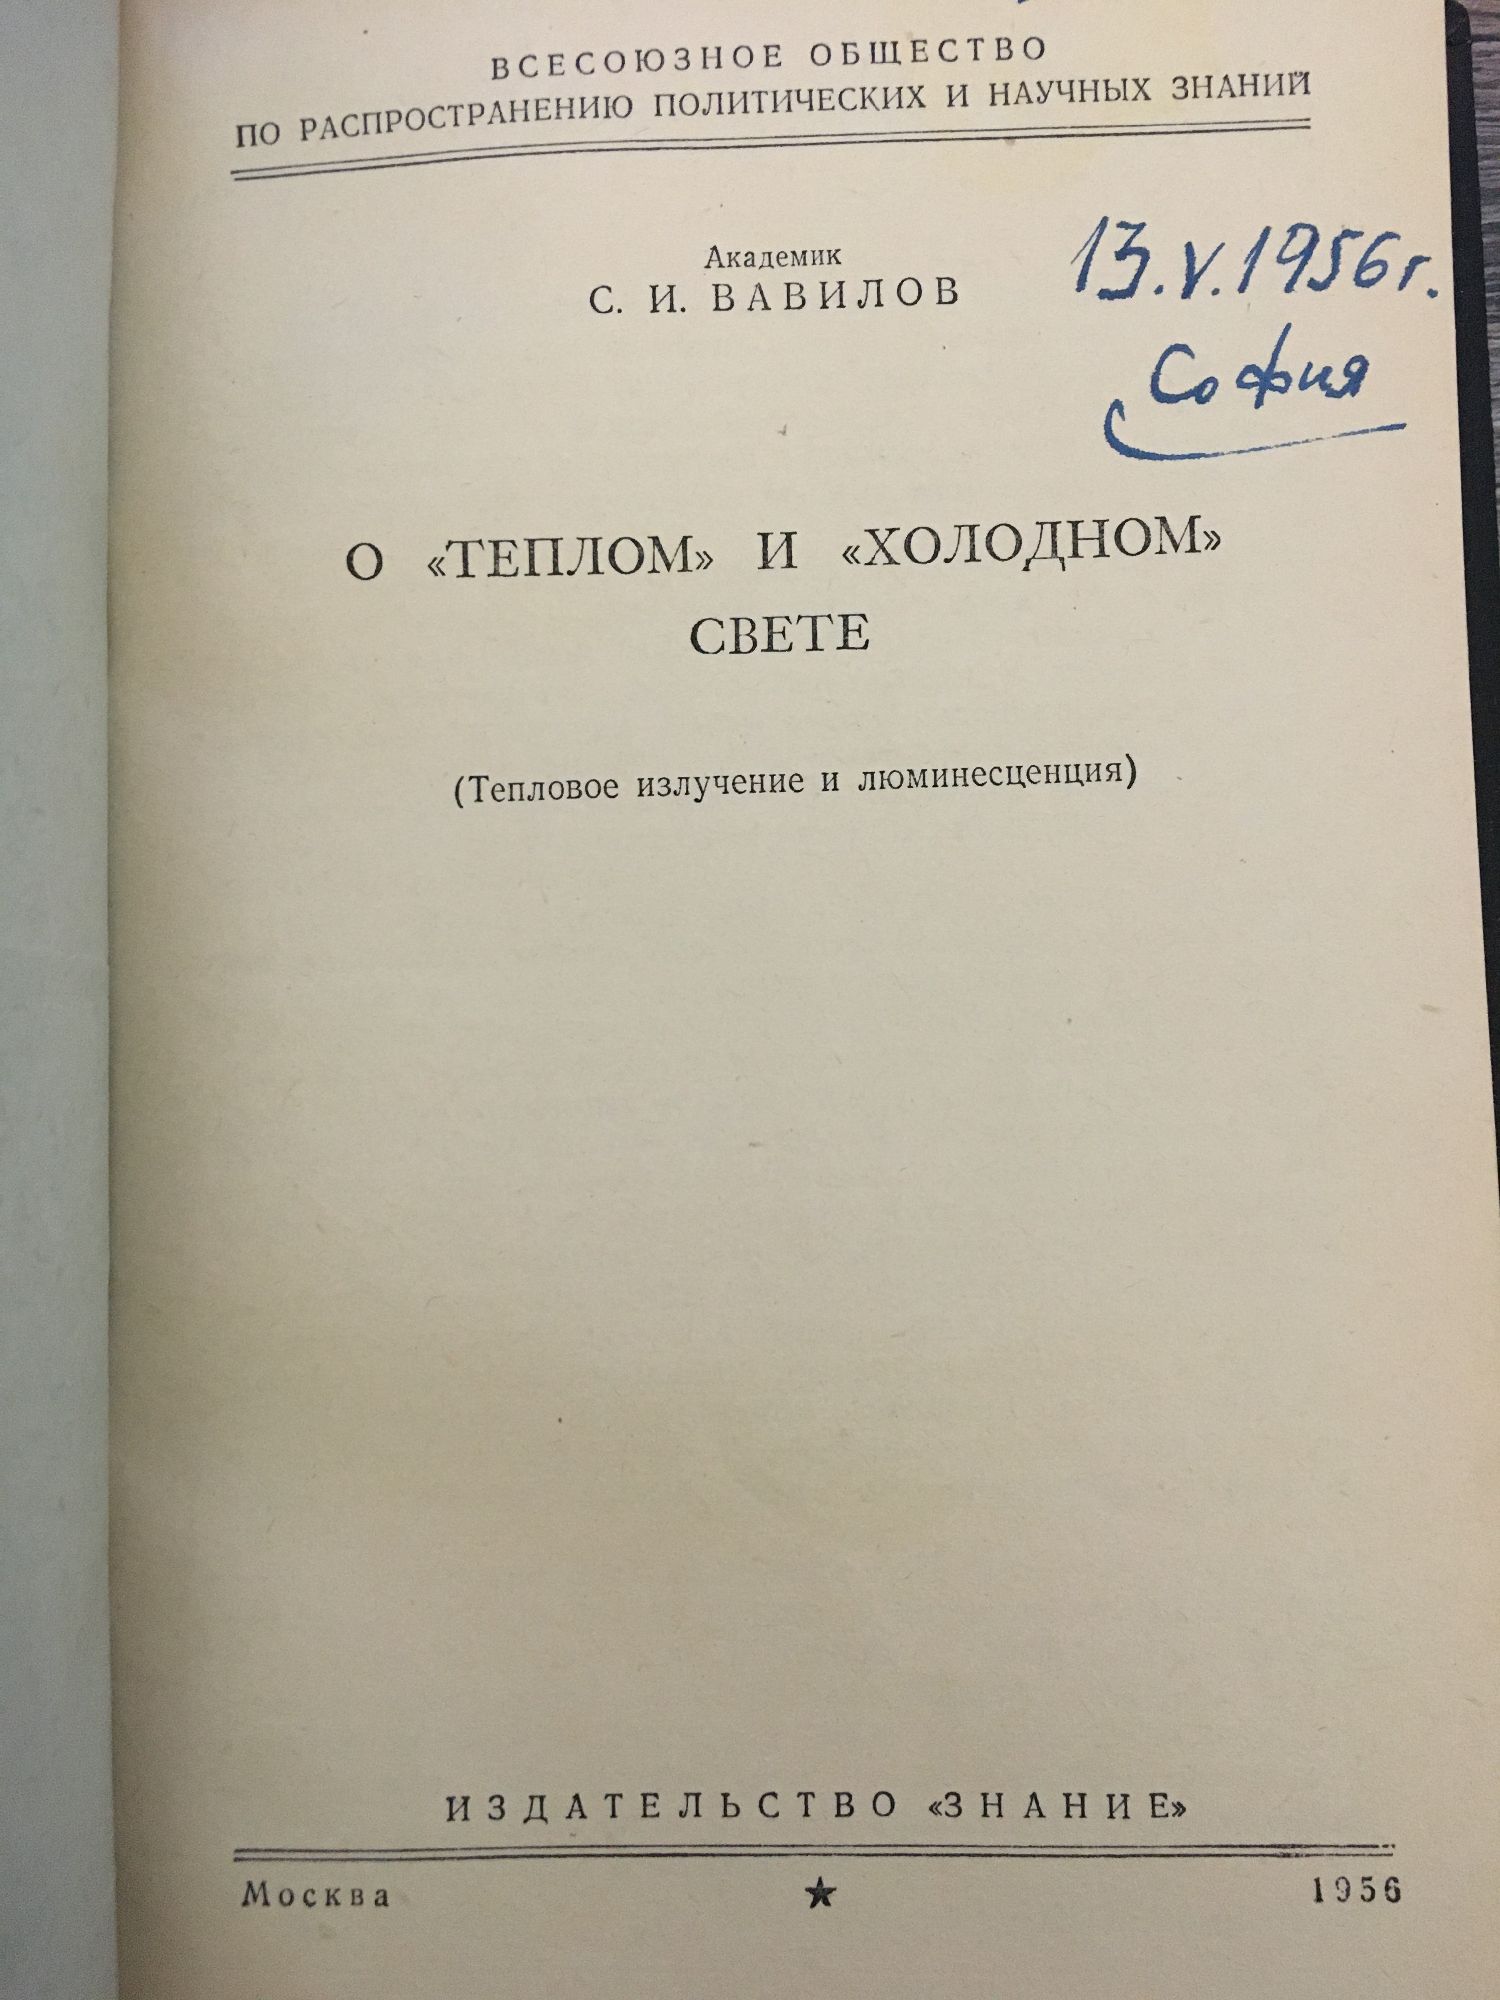 ВСЕСОЮЗНОЕ ОБЩЕСТВО
ПО РАСПРОСТРАНЕНИЮ ПОЛИТИЧЕСКИХ И НАУЧНЫХ ЗНАНИЙ
Академик
С. И. ВАВИЛОВ
13.V.1956г.
София
О «ТЕПЛОМ» И «ХОЛОДНОМ»
СВЕТЕ
(Тепловое излучение и люминесценция)
ИЗДАТЕЛЬСТВО «ЗНАНИЕ»
Москва ★ 1956